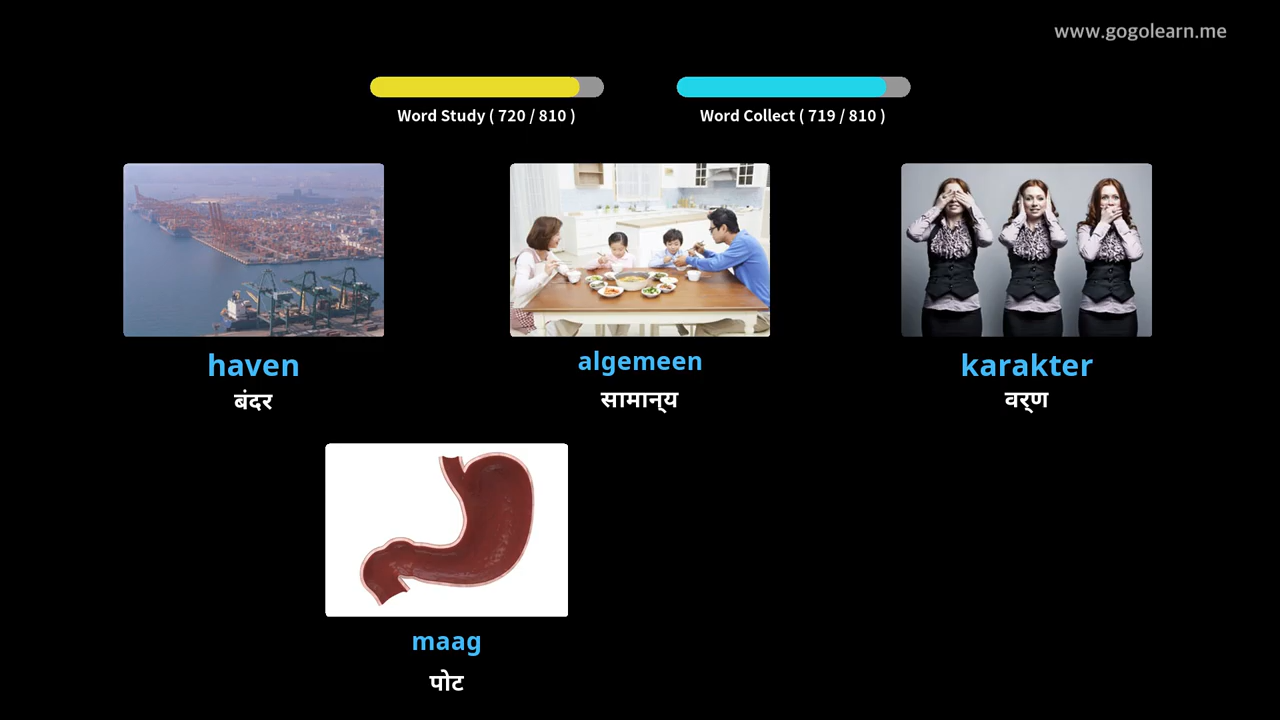 www.gogolearn.me
Word Study ( 720 / 810 )
Word Collect ( 719 / 810 )
haven
बंदर
algemeen
सामान्‌य
karakter
वर्‌ण
maag
पोट